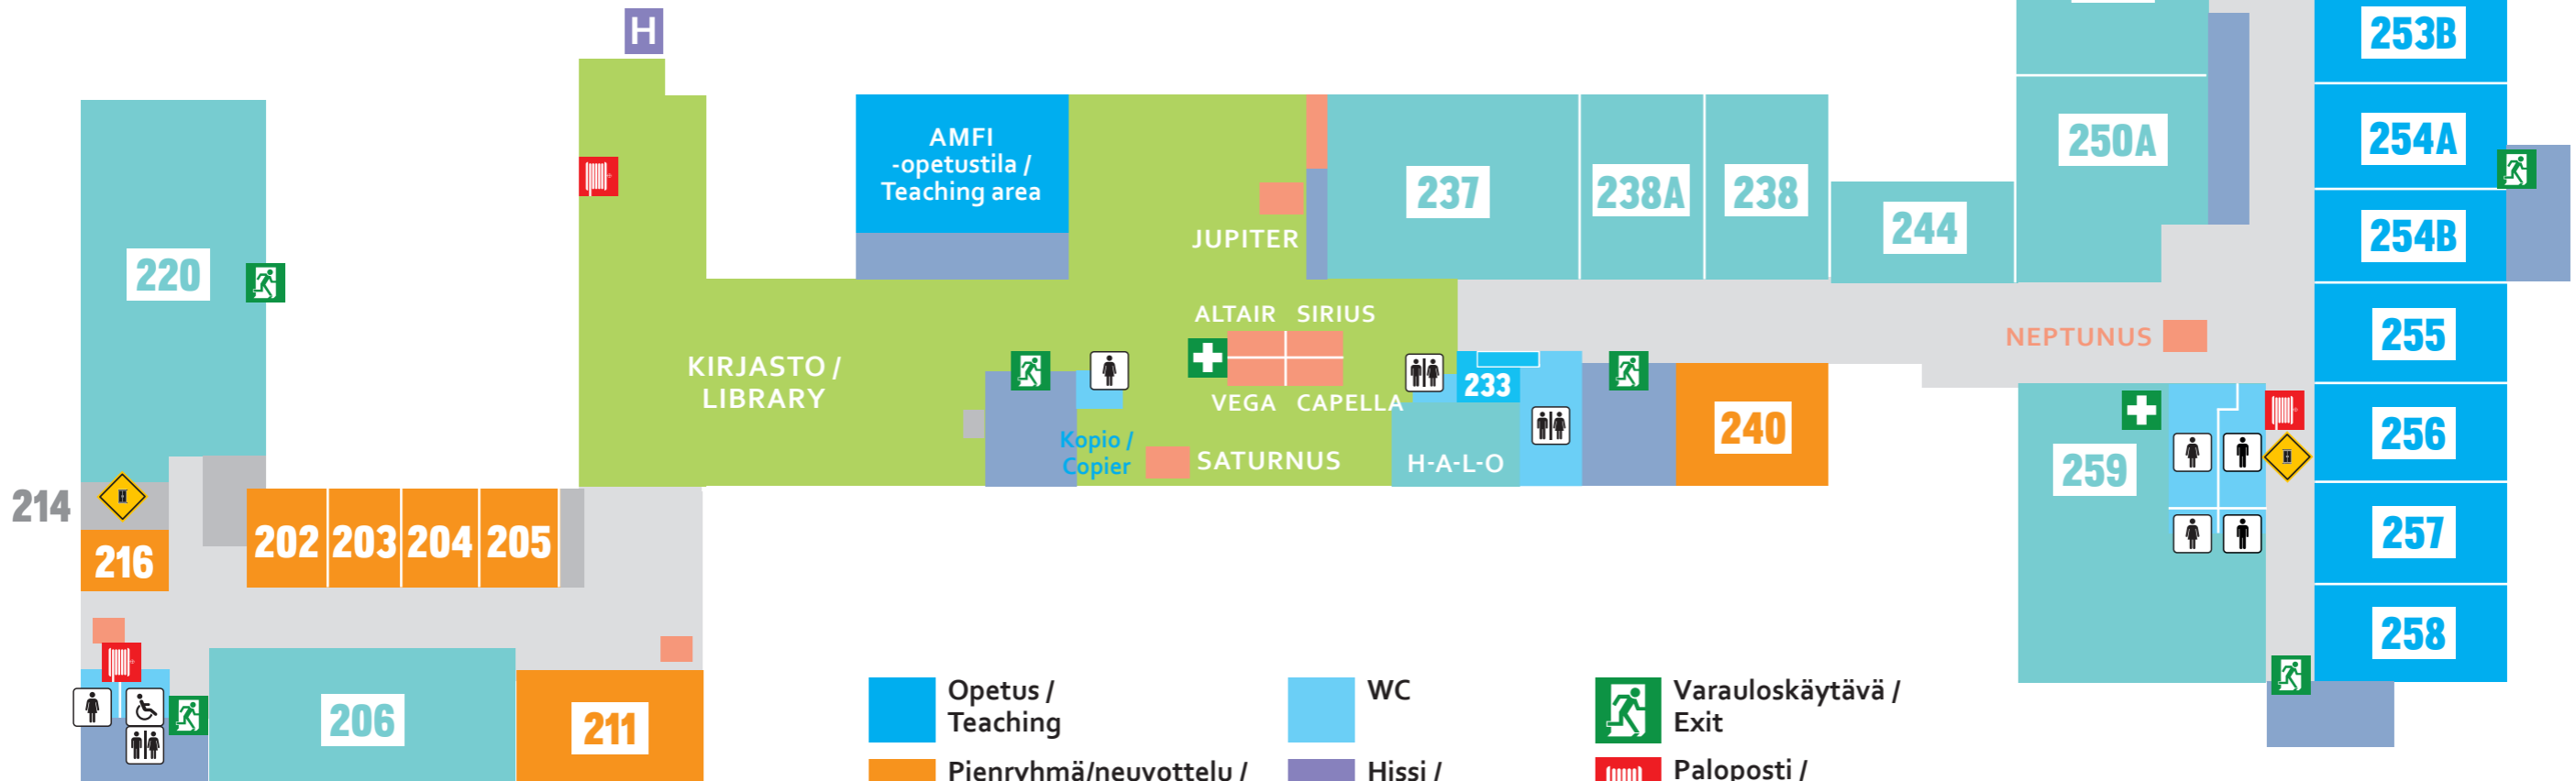 H
253B
AMFI
-opetustila /
Teaching area
254A
250A
237
238A
238
244
254B
JUPITER
220
ALTAIR SIRIUS
NEPTUNUS
255
KIRJASTO /
LIBRARY
233
VEGA CAPELLA
240
256
Kopio /
Copier
SATURNUS
H-A-L-O
259
214
202
203
204
205
257
216
258
206
211
Opetus /
Teaching
WC
Varauloskäytävä /
Exit
Pienryhmä/neuvottelu /
Hissi /
Paloposti /